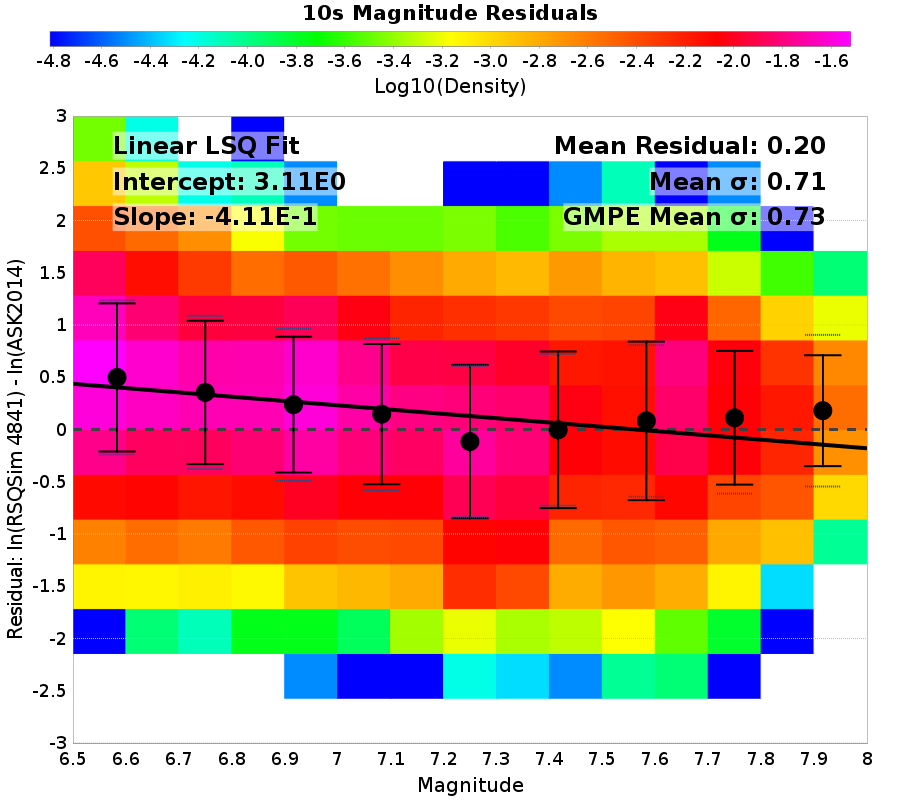 10s Magnitude Residuals
-4.8 -4.6 -4.4 -4.2 -4.0 -3.8 -3.6 -3.4 -3.2 -3.0 -2.8 -2.6 -2.4 -2.2 -2.0 -1.8 -1.6
Log10(Density)
Linear LSQ Fit
Intercept: 3.11E0
Slope: -4.11E-1
Mean Residual: 0.20
Mean σ: 0.71
GMPE Mean σ: 0.73
Residual: ln(RSQSim 4841) - ln(ASK2014)
3
2.5
2
1.5
1
0.5
0
-0.5
-1
-1.5
-2
-2.5
-3
6.5 6.6 6.7 6.8 6.9 7 7.1 7.2 7.3 7.4 7.5 7.6 7.7 7.8 7.9 8
Magnitude